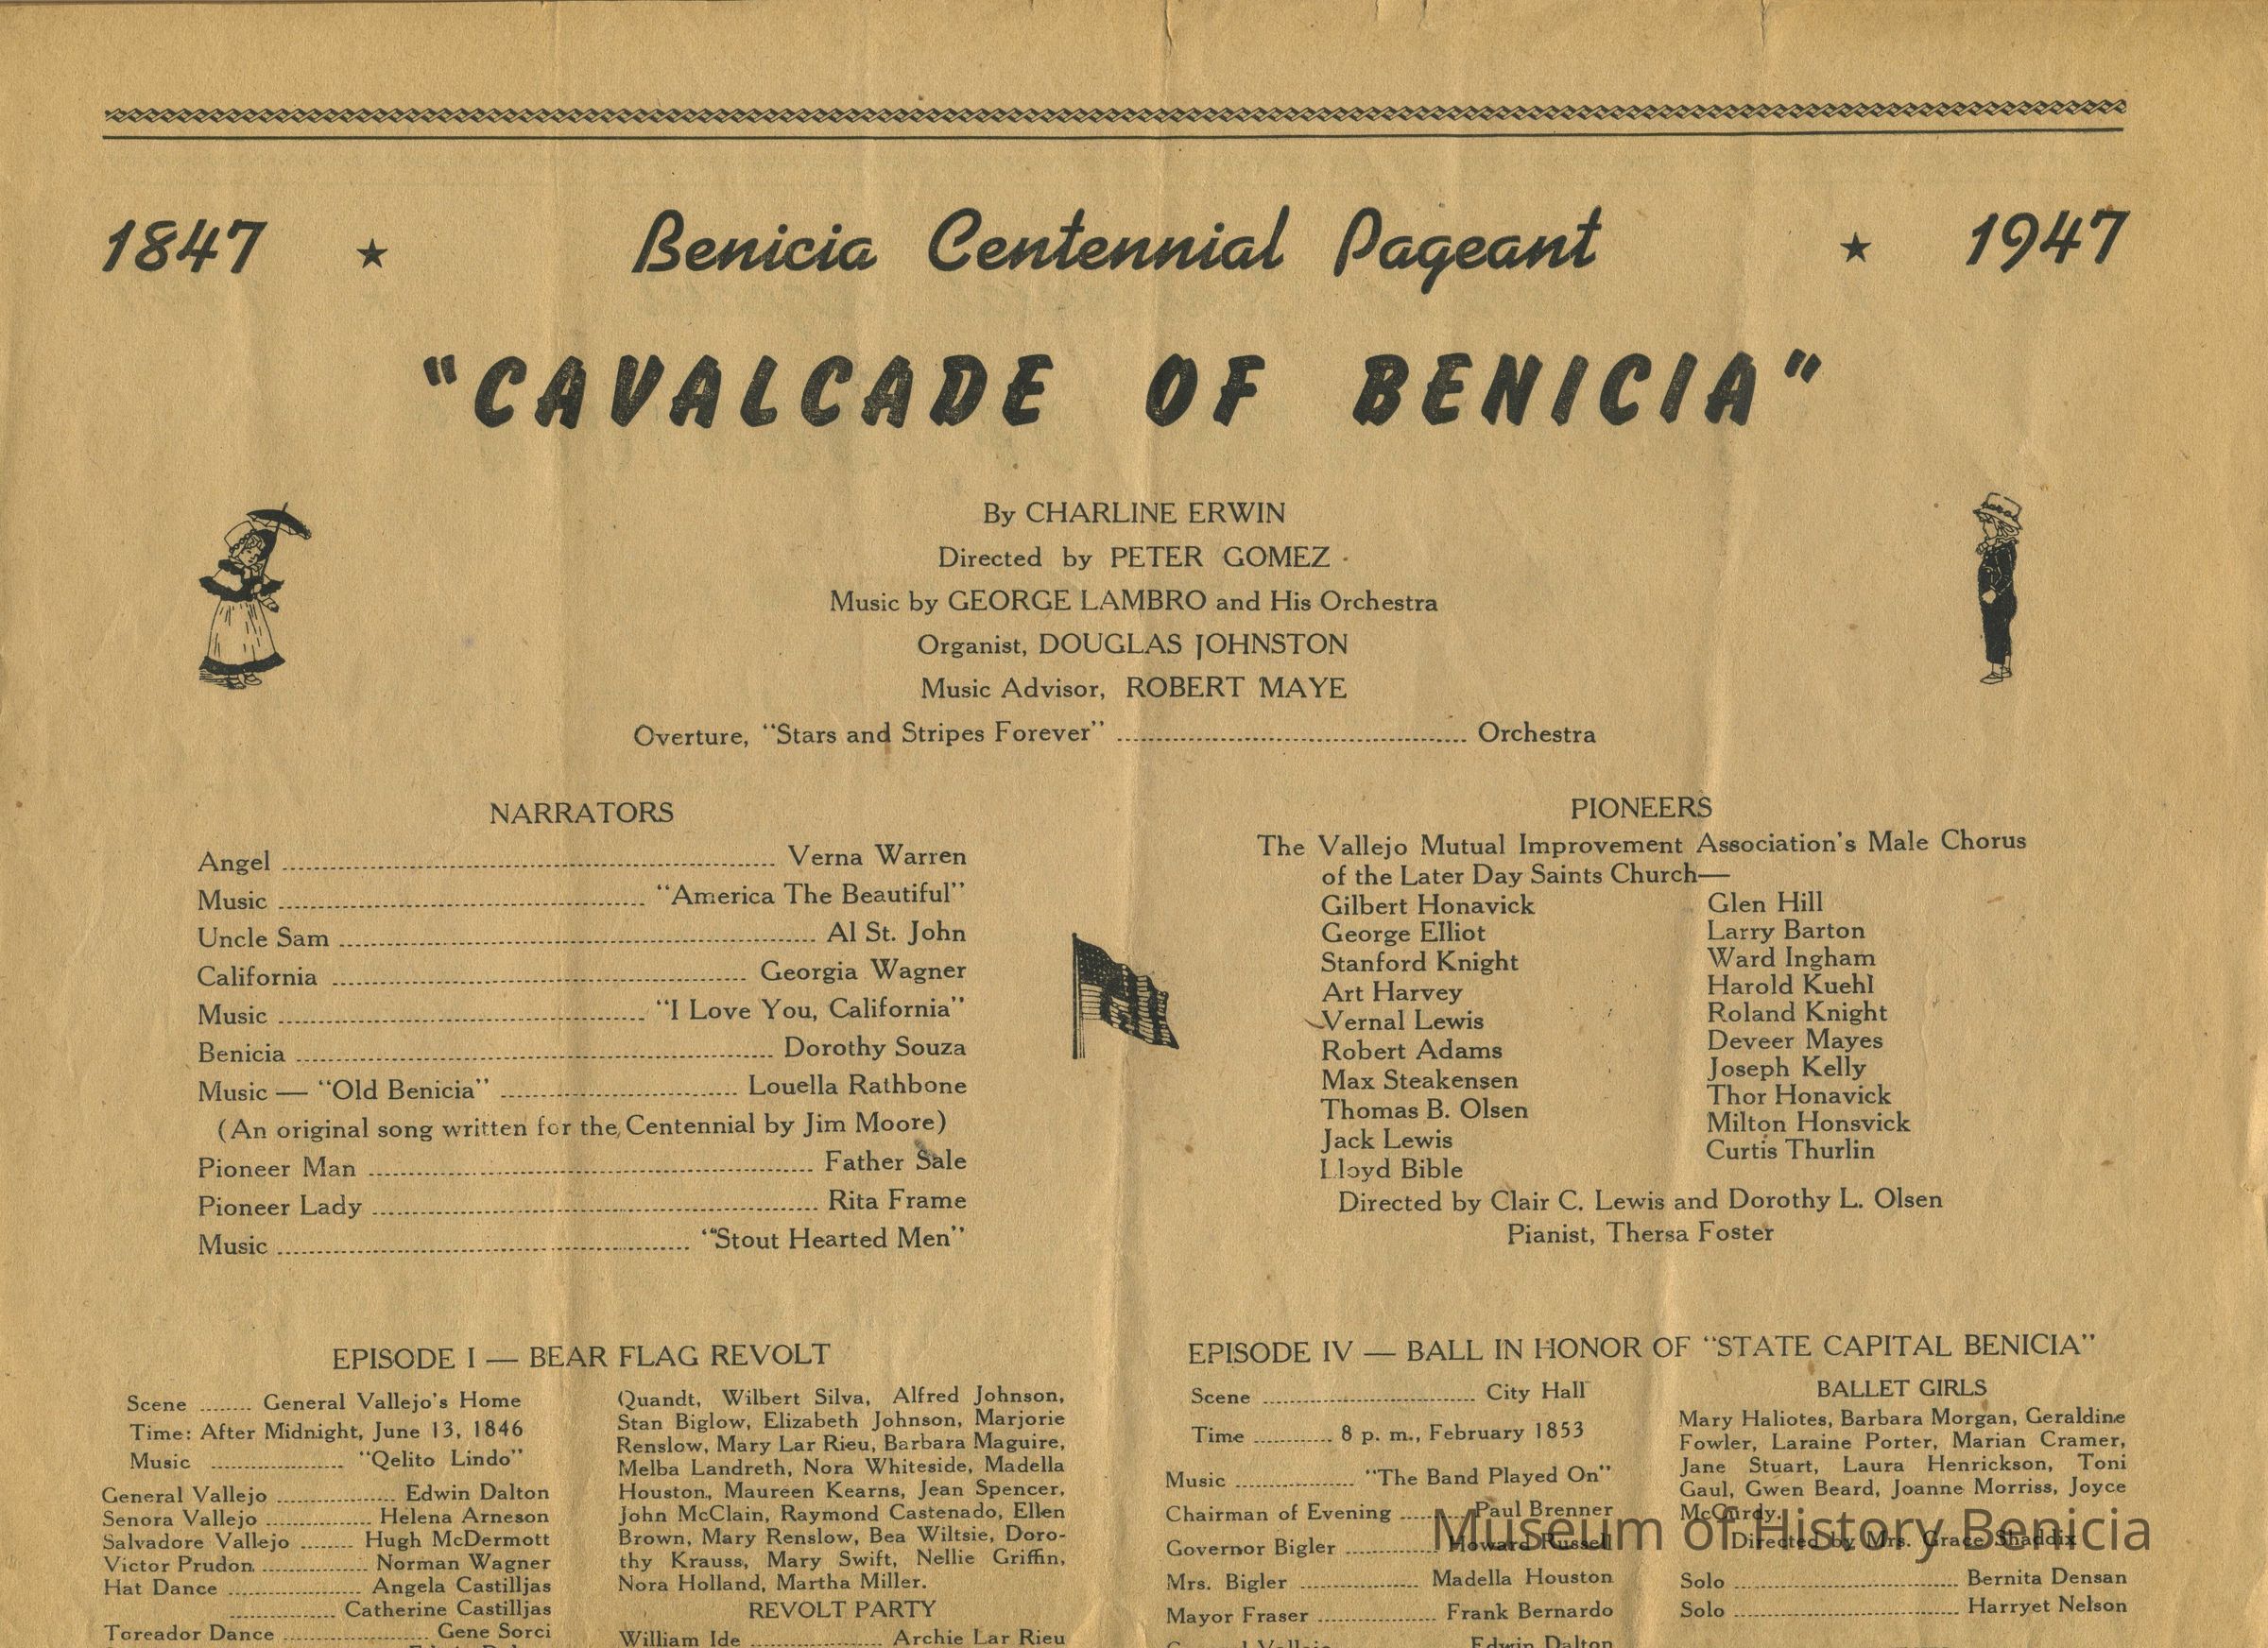 1847 ★ Benicia Centennial Pageant ★ 1947
"CAVALCADE OF BENICIA"
By CHARLINE ERWIN
Directed by PETER GOMEZ
Music by GEORGE LAMBRO and His Orchestra
Organist, DOUGLAS JOHNSTON
Music Advisor, ROBERT MAYE
Overture, "Stars and Stripes Forever" ........ Orchestra
NARRATORS
Angel ........ Verna Warren
Music ........ "America The Beautiful"
Uncle Sam ........ Al St. John
California ........ Georgia Wagner
Music ........ "I Love You, California"
Benicia ........ Dorothy Souza
Music — "Old Benicia" ........ Louella Rathbone
(An original song written for the Centennial by Jim Moore)
Pioneer Man ........ Father Sale
Pioneer Lady ........ Rita Frame
Music ........ "Stout Hearted Men"
PIONEERS
The Vallejo Mutual Improvement Association's Male Chorus
of the Later Day Saints Church—
Gilbert Honavick
George Elliot
Stanford Knight
Art Harvey
Vernal Lewis
Robert Adams
Max Steakensen
Thomas B. Olsen
Jack Lewis
Lloyd Bible
Glen Hill
Larry Barton
Ward Ingham
Harold Kuehl
Roland Knight
Deveer Mayes
Joseph Kelly
Thor Honavick
Milton Honsvick
Curtis Thurlin
Directed by Clair C. Lewis and Dorothy L. Olsen
Pianist, Thersa Foster
EPISODE I — BEAR FLAG REVOLT
Scene ........ General Vallejo's Home
Time: After Midnight, June 13, 1846
Music ........ "Qelito Lindo"
General Vallejo ........ Edwin Dalton
Senora Vallejo ........ Helena Arneson
Salvadore Vallejo ........ Hugh McDermott
Victor Prudon ........ Norman Wagner
Hat Dance ........ Angela Castilljas
........ Catherine Castilljas
Toreador Dance ........ Gene Sorci
Quandt, Wilbert Silva, Alfred Johnson,
Stan Biglow, Elizabeth Johnson, Marjorie
Renslow, Mary Lar Rieu, Barbara Maguire,
Melba Landreth, Nora Whiteside, Madella
Houston, Maureen Kearns, Jean Spencer,
John McClain, Raymond Castenado, Ellen
Brown, Mary Renslow, Bea Wiltsie, Doro-
thy Krauss, Mary Swift, Nellie Griffin,
Nora Holland, Martha Miller.
REVOLT PARTY
William Ide ........ Archie Lar Rieu
EPISODE IV — BALL IN HONOR OF "STATE CAPITAL BENICIA"
Scene ........ City Hall
Time ........ 8 p. m., February 1853
Music ........ "The Band Played On"
Chairman of Evening ........ Paul Brenner
Governor Bigler ........ Howard Russell
Mrs. Bigler ........ Madella Houston
Mayor Fraser ........ Frank Bernardo
Edwin Dalton
BALLET GIRLS
Mary Haliotes, Barbara Morgan, Geraldine
Fowler, Laraine Porter, Marian Cramer,
Jane Stuart, Laura Henrickson, Toni
Gaul, Gwen Beard, Joanne Morriss, Joyce
McCurdy.
Directed by Mrs. Grace Shaddix
Solo ........ Bernita Densan
Solo ........ Harryet Nelson
Museum of History Benicia